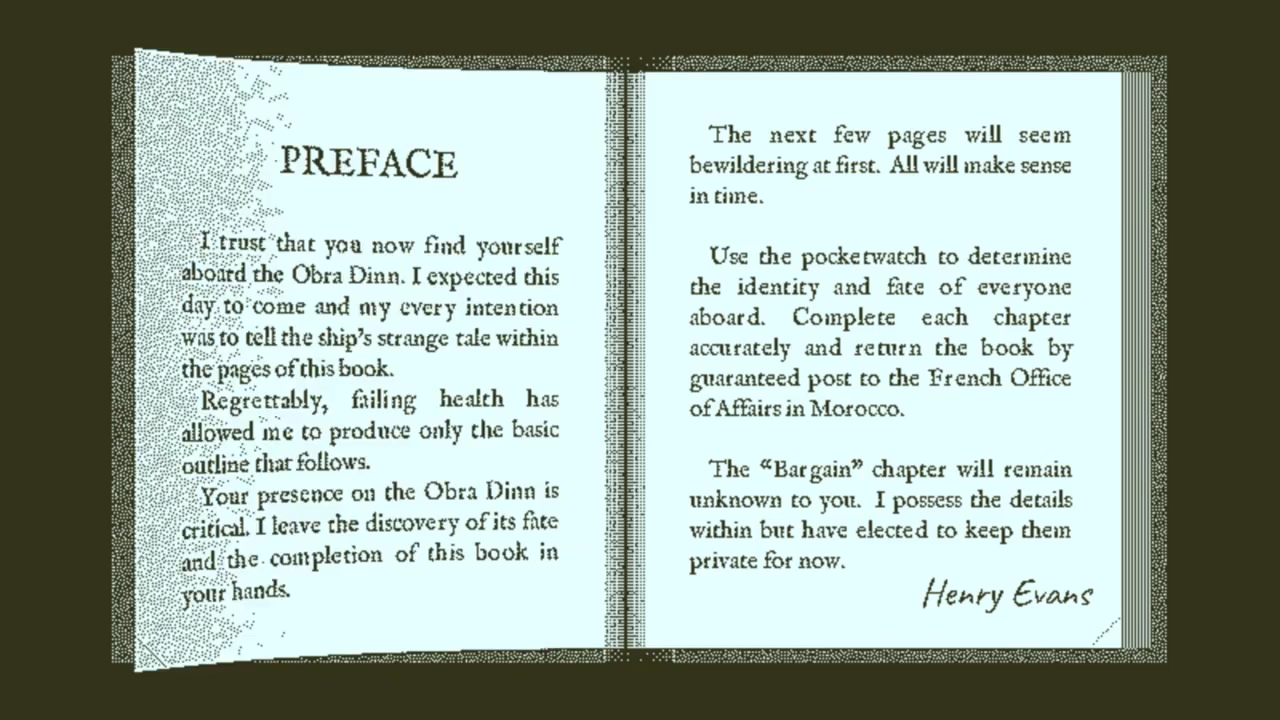 PREFACE
I trust that you now find yourself
aboard the Obra Dinn. I expected this
day to come and my every intention
was to tell the ship's strange tale within
the pages of this book.
Regrettably, failing health has
allowed me to produce only the basic
outline that follows.
Your presence on the Obra Dinn is
critical. I leave the discovery of its fate
and the completion of this book in
your hands.
The next few pages will seem
bewildering at first. All will make sense
in time.
Use the pocketwatch to determine
the identity and fate of everyone
aboard. Complete each chapter
accurately and return the book by
guaranteed post to the French Office
of Affairs in Morocco.
The “Bargain” chapter will remain
unknown to you. I possess the details
within but have elected to keep them
private for now.
Henry Evans